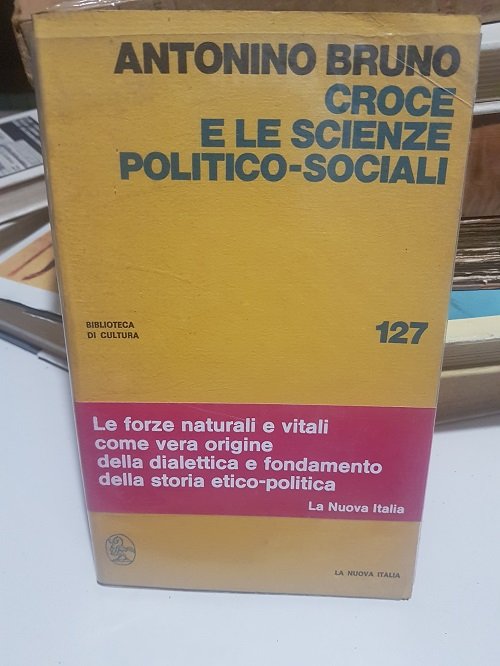 ANTONINO BRUNO
CROCE
E LE SCIENZE
POLITICO-SOCIALI
BIBLIOTECA
DI CULTURA
127
Le forze naturali e vitali
come vera origine
della dialettica e fondamento
della storia etico-politica
La Nuova Italia
LA NUOVA ITALIA